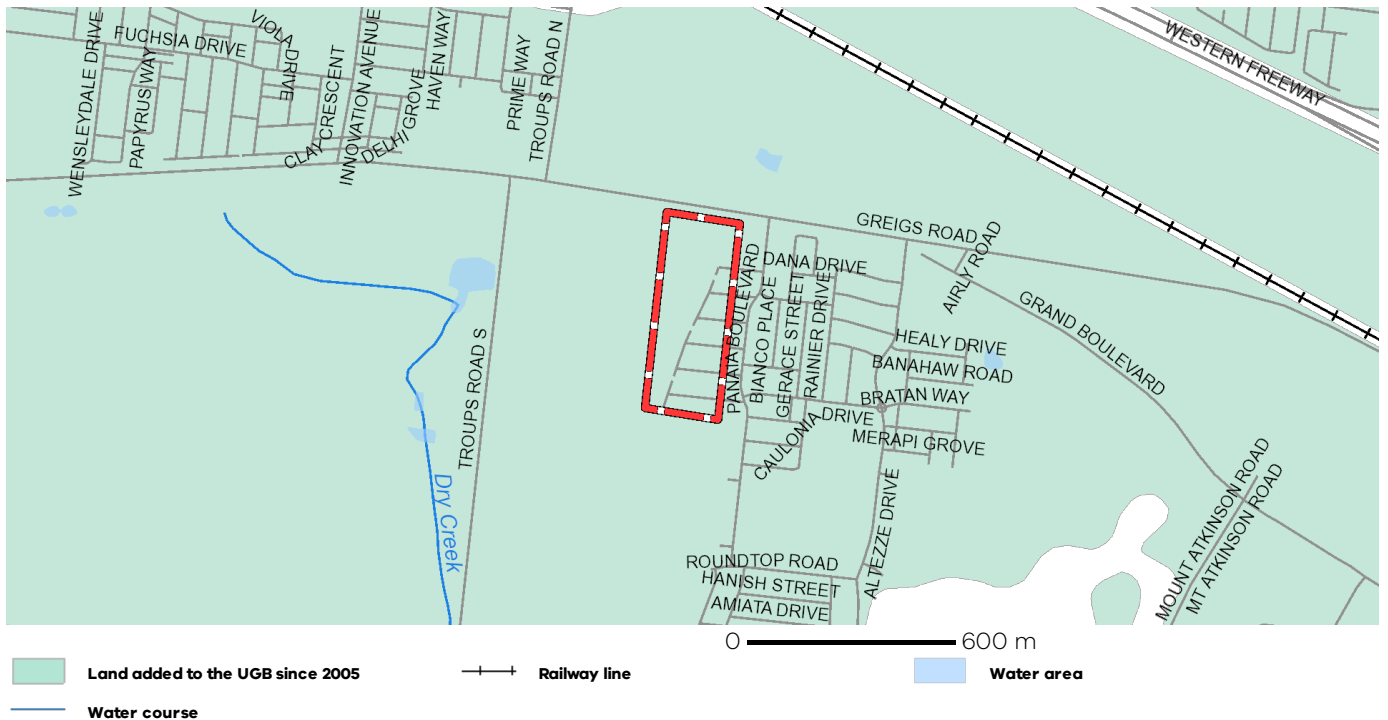 VIOLA DRIVE
FUCHSIA DRIVE
WENSLEYDALE DRIVE
PAPYRUS WAY
CLAY CRESCENT
INNOVATION AVENUE
DELHI GROVE
HAVEN WAY
PRIME WAY
TROUPS ROAD N
WESTERN FREEWAY
GREIGS ROAD
AIRLY ROAD
DANA DRIVE
PANAIA BOULEVARD
BIANCO PLACE
GERACE STREET
RAINIER DRIVE
GRAND BOULEVARD
HEALY DRIVE
BANAHAW ROAD
BRATAN WAY
CAULONIA DRIVE
MERAPI GROVE
TROUPS ROAD S
Dry Creek
ALTEZZE DRIVE
MOUNT ATKINSON ROAD
MT ATKINSON ROAD
ROUNDTOP ROAD
HANISH STREET
AMIATA DRIVE
0 600 m
Land added to the UGB since 2005
Railway line
Water area
Water course